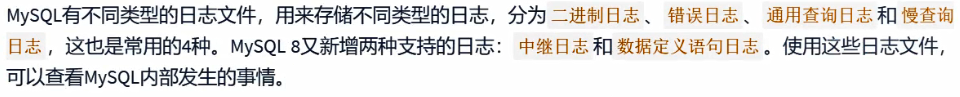 MySQL有不同类型的日志文件，用来存储不同类型的日志，分为 二进制日志 、 错误日志 、 通用查询日志 和 慢查询
日志 ，这也是常用的4种。MySQL 8又新增两种支持的日志： 中继日志 和 数据定义语句日志 。使用这些日志文件，
可以查看MySQL内部发生的事情。